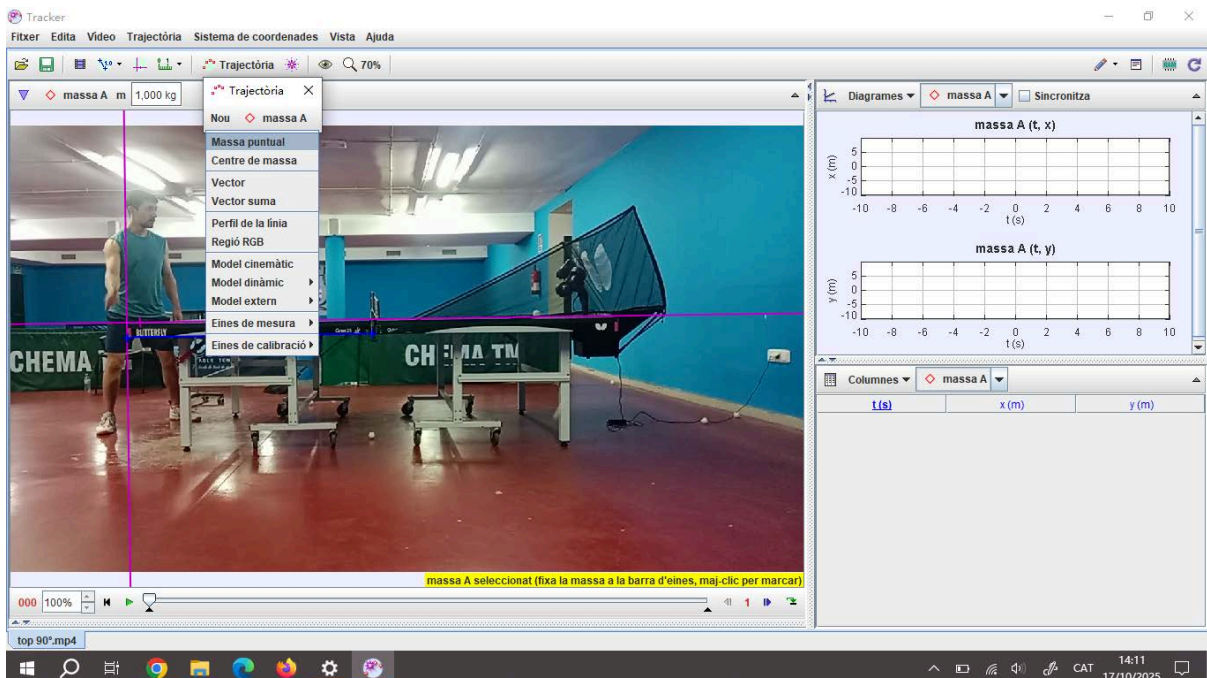 Tracker
Fitxer Edita Vídeo Trajectòria Sistema de coordenades Vista Ajuda
Trajectòria 70%
massa A m 1,000 kg
Trajectòria
Nou massa A
Massa puntual
Centre de massa
Vector
Vector suma
Perfil de la línia
Regió RGB
Model cinemàtic
Model dinàmic
Model extern
Eines de mesura
Eines de calibració
BUTTERFLY
CHEMA
CHEMA TM
massa A seleccionat (fixa la massa a la barra d'eines, maj-clic per marcar)
000 100% 1
top 90º.mp4
Diagrames massa A Sincronitza
massa A (t, x)
x (m)
5
0
-5
-10
-10 -8 -6 -4 -2 0 2 4 6 8 10
t (s)
massa A (t, y)
y (m)
5
0
-5
-10
-10 -8 -6 -4 -2 0 2 4 6 8 10
t (s)
Columnes massa A
t (s) x (m) y (m)
CAT 14:11
17/10/2025